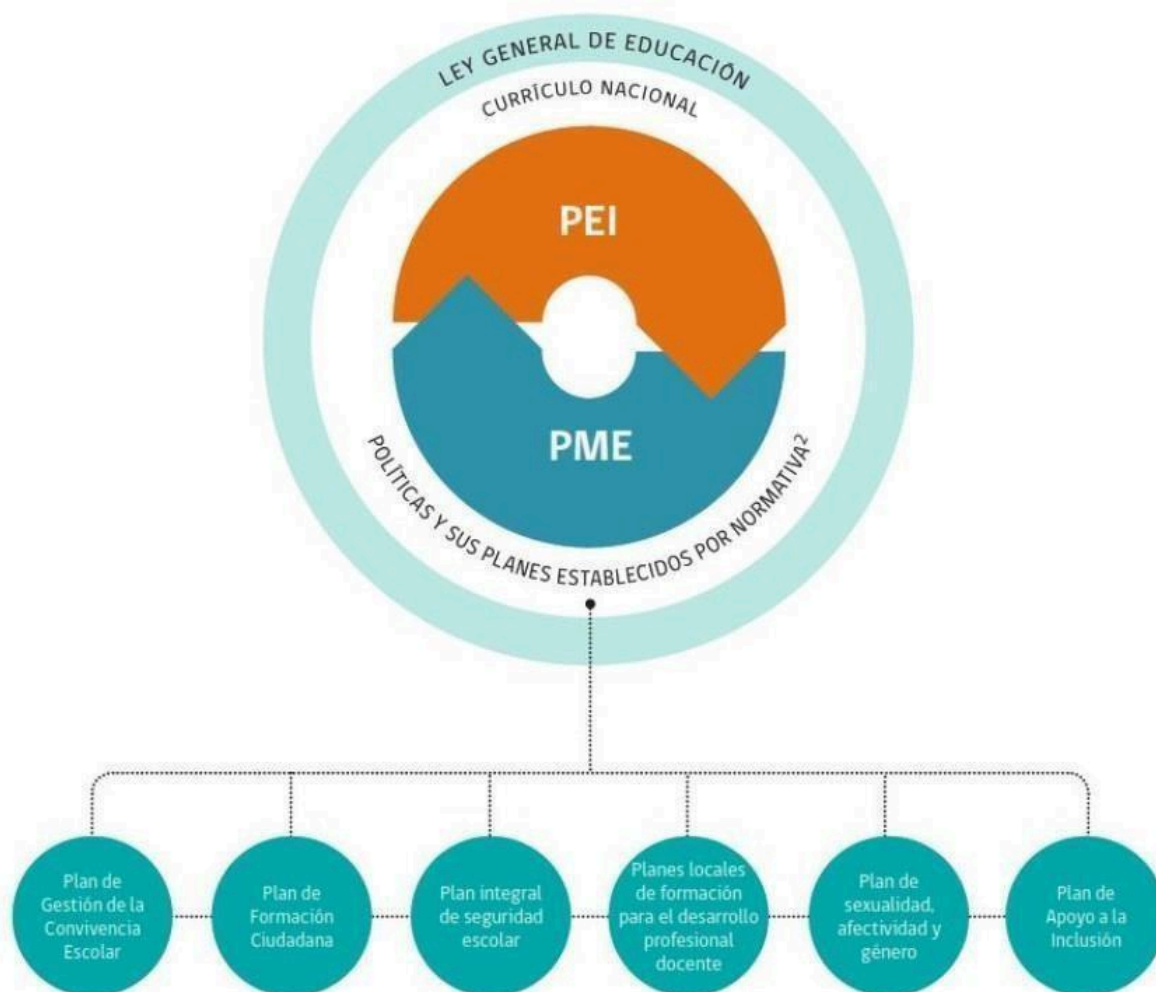 LEY GENERAL DE EDUCACIÓN
CURRÍCULO NACIONAL
PEI
PME
POLÍTICAS Y SUS PLANES ESTABLECIDOS POR NORMATIVA²
Plan de
Gestión de la
Convivencia
Escolar
Plan de
Formación
Ciudadana
Plan integral
de seguridad
escolar
Planes locales
de formación
para el desarrollo
profesional
docente
Plan de
sexualidad,
afectividad y
género
Plan de
Apoyo a la
Inclusión